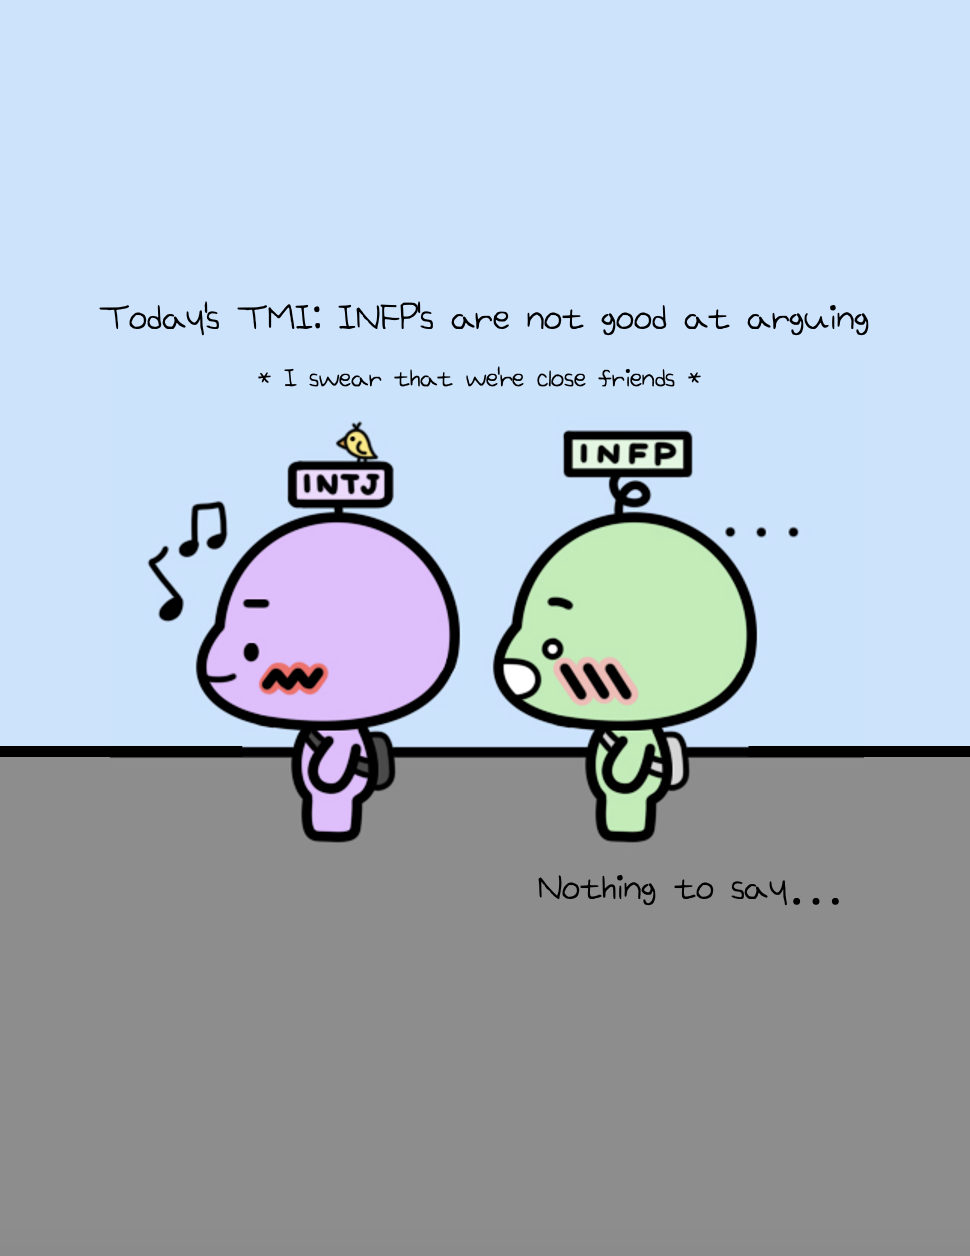 Today's TMI: INFP's are not good at arguing
* I swear that we're close friends *
INTJ
INFP
...
Nothing to say...